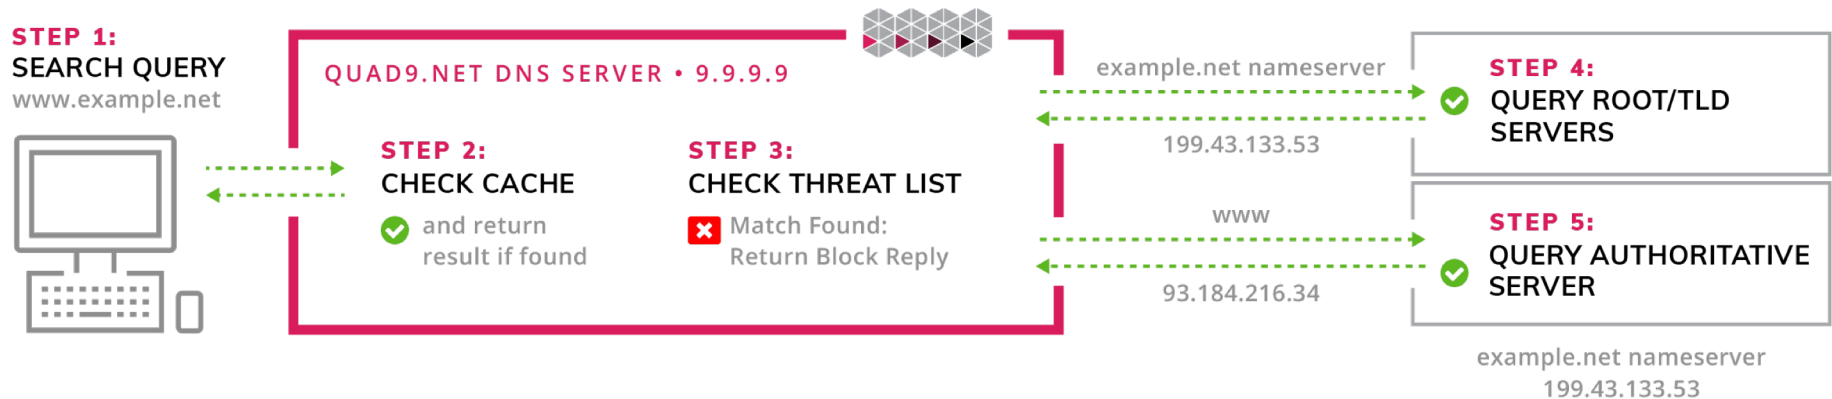 STEP 1:
SEARCH QUERY
www.example.net
QUAD9.NET DNS SERVER • 9.9.9.9
STEP 2:
CHECK CACHE
and return
result if found
STEP 3:
CHECK THREAT LIST
Match Found:
Return Block Reply
example.net nameserver
199.43.133.53
www
93.184.216.34
STEP 4:
QUERY ROOT/TLD
SERVERS
STEP 5:
QUERY AUTHORITATIVE
SERVER
example.net nameserver
199.43.133.53